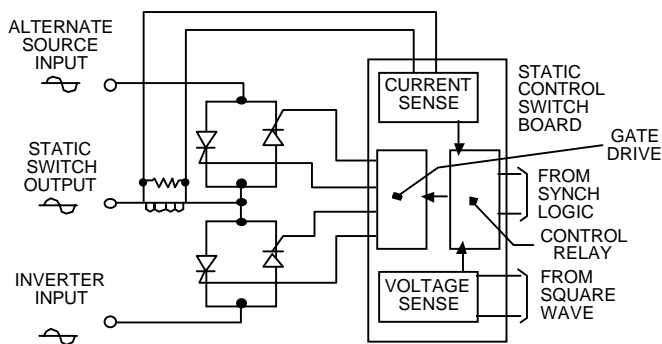 ALTERNATE
SOURCE
INPUT
STATIC
SWITCH
OUTPUT
INVERTER
INPUT
CURRENT
SENSE
VOLTAGE
SENSE
STATIC
CONTROL
SWITCH
BOARD
GATE
DRIVE
FROM
SYNCH
LOGIC
CONTROL
RELAY
FROM
SQUARE
WAVE